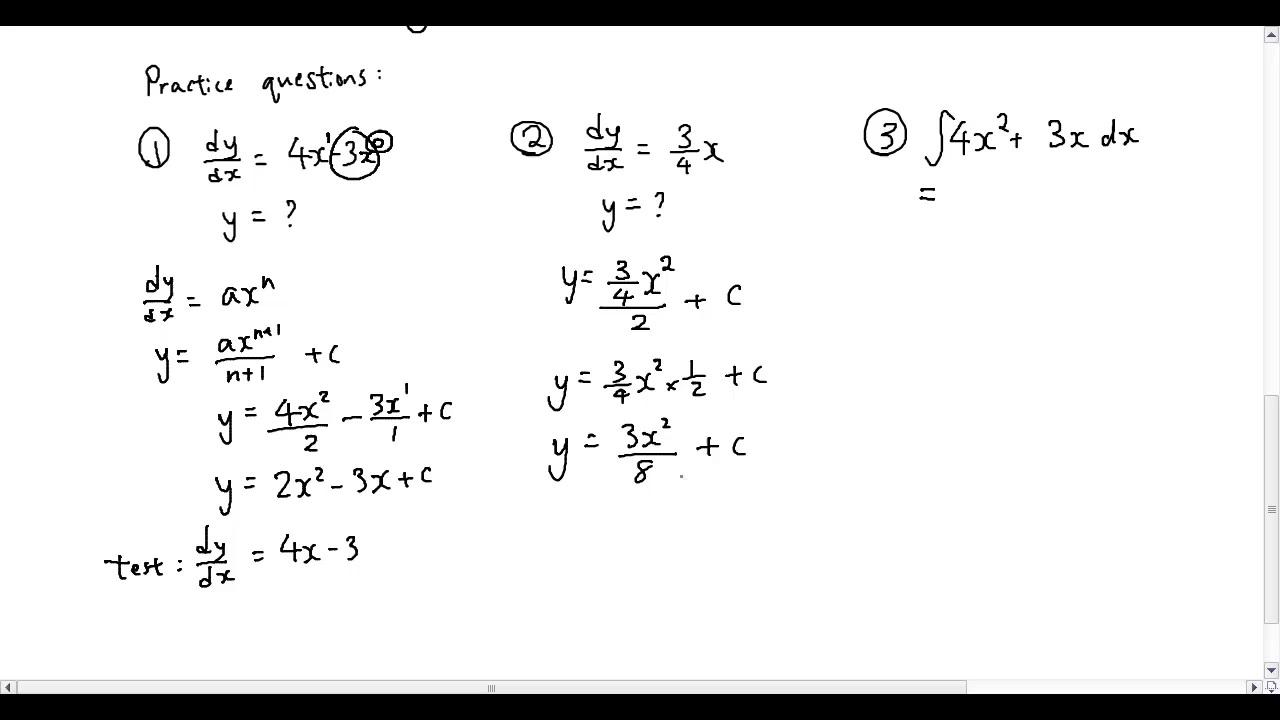 Practice questions:
① dy/dx = 4x¹ - 3x⁰
y = ?
dy/dx = axⁿ
y = axⁿ⁺¹/n+1 + c
y = 4x²/2 - 3x¹/1 + c
y = 2x² - 3x + c
test: dy/dx = 4x - 3
② dy/dx = 3/4 x
y = ?
y = 3/4 x²/2 + c
y = 3/4 x² × 1/2 + c
y = 3x²/8 + c
③ ∫4x² + 3x dx
=